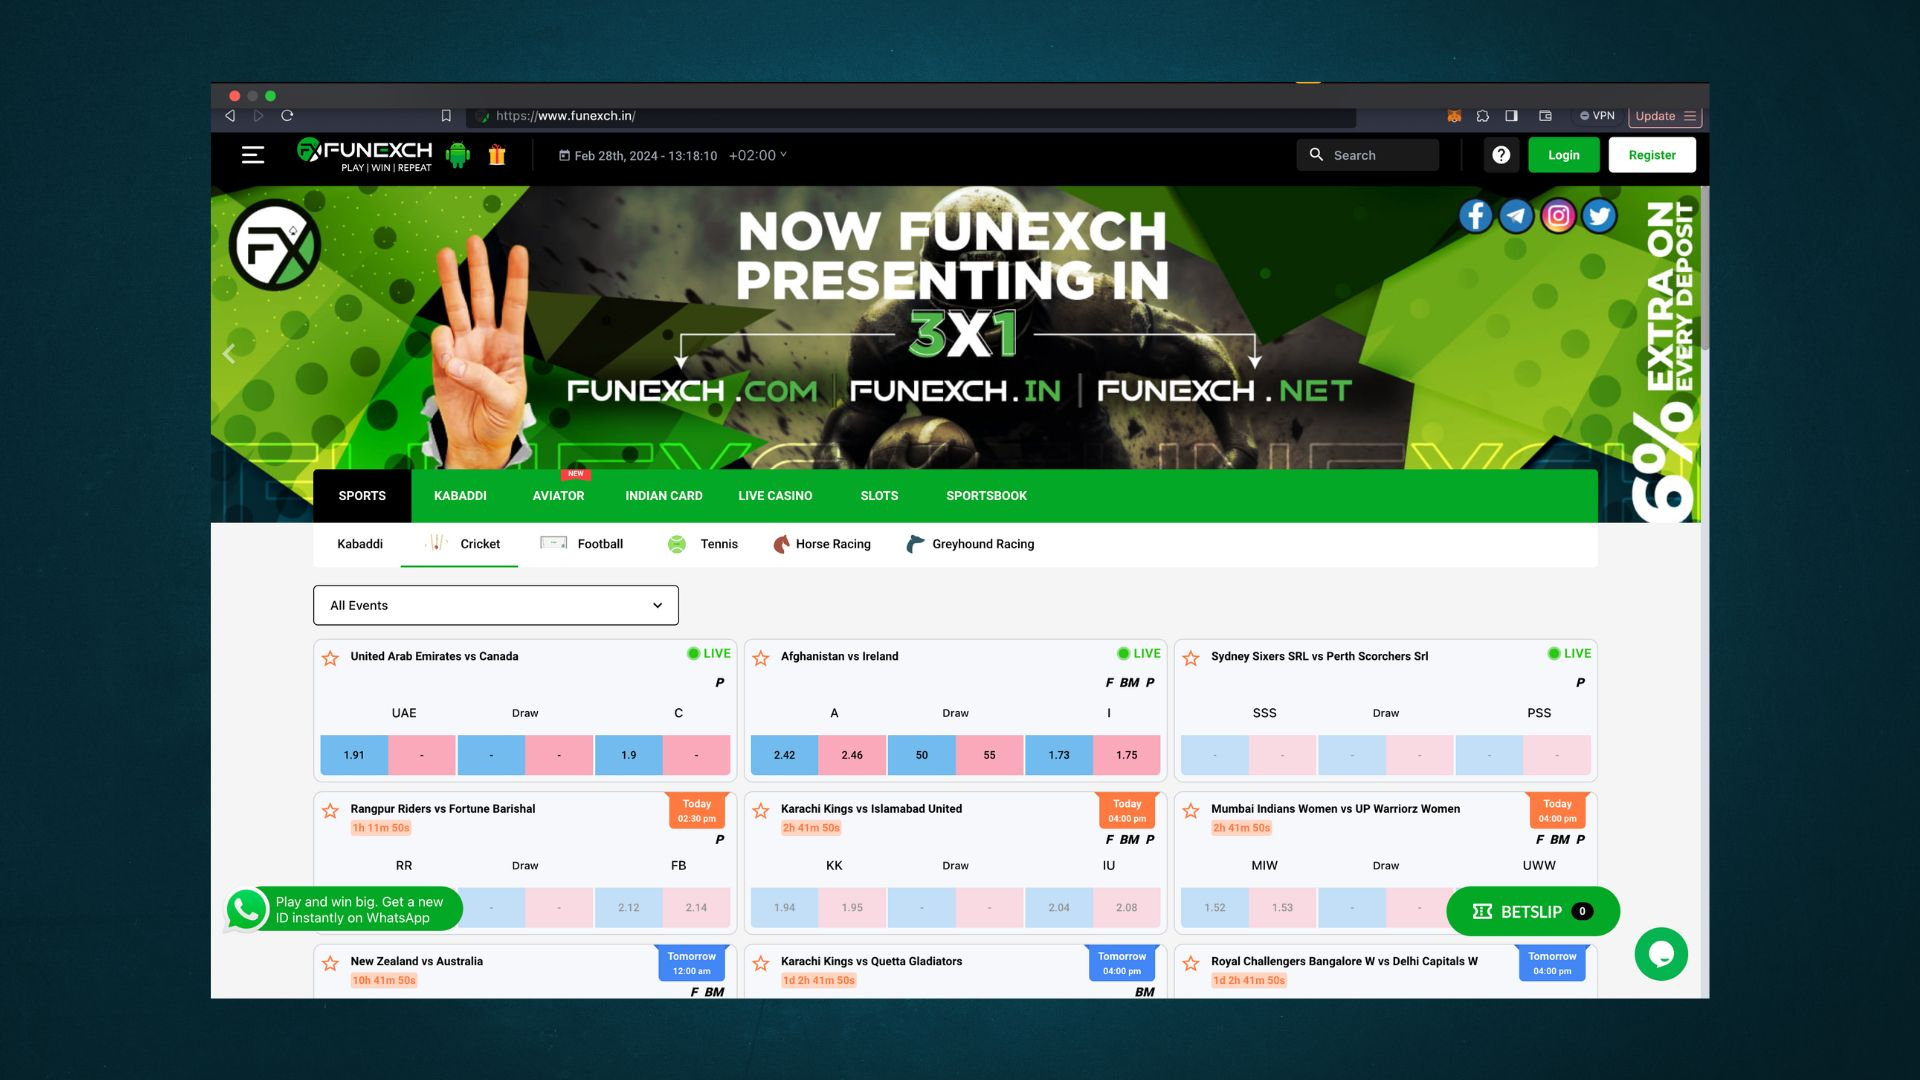 https://www.funexch.in/
VPN
Update
FX FUNEXCH
PLAY | WIN | REPEAT
Feb 28th, 2024 - 13:18:10 +02:00
Search
Login
Register
FX
NOW FUNEXCH
PRESENTING IN
3X1
FUNEXCH.COM | FUNEXCH.IN | FUNEXCH.NET
6% EXTRA ON
EVERY DEPOSIT
NEW
SPORTS KABADDI AVIATOR INDIAN CARD LIVE CASINO SLOTS SPORTSBOOK
Kabaddi Cricket Football Tennis Horse Racing Greyhound Racing
All Events
United Arab Emirates vs Canada LIVE
P
UAE Draw C
1.91 - - - 1.9 -
Afghanistan vs Ireland LIVE
F BM P
A Draw I
2.42 2.46 50 55 1.73 1.75
Sydney Sixers SRL vs Perth Scorchers Srl LIVE
P
SSS Draw PSS
- - - - - -
Rangpur Riders vs Fortune Barishal Today
1h 11m 50s 02:30 pm
P
RR Draw FB
- - 2.12 2.14
Karachi Kings vs Islamabad United Today
2h 41m 50s 04:00 pm
F BM P
KK Draw IU
1.94 1.95 - - 2.04 2.08
Mumbai Indians Women vs UP Warriorz Women Today
2h 41m 50s 04:00 pm
F BM P
MIW Draw UWW
1.52 1.53 - -
Play and win big. Get a new
ID instantly on WhatsApp
BETSLIP 0
New Zealand vs Australia Tomorrow
10h 41m 50s 12:00 am
F BM
Karachi Kings vs Quetta Gladiators Tomorrow
1d 2h 41m 50s 04:00 pm
BM
Royal Challengers Bangalore W vs Delhi Capitals W Tomorrow
1d 2h 41m 50s 04:00 pm